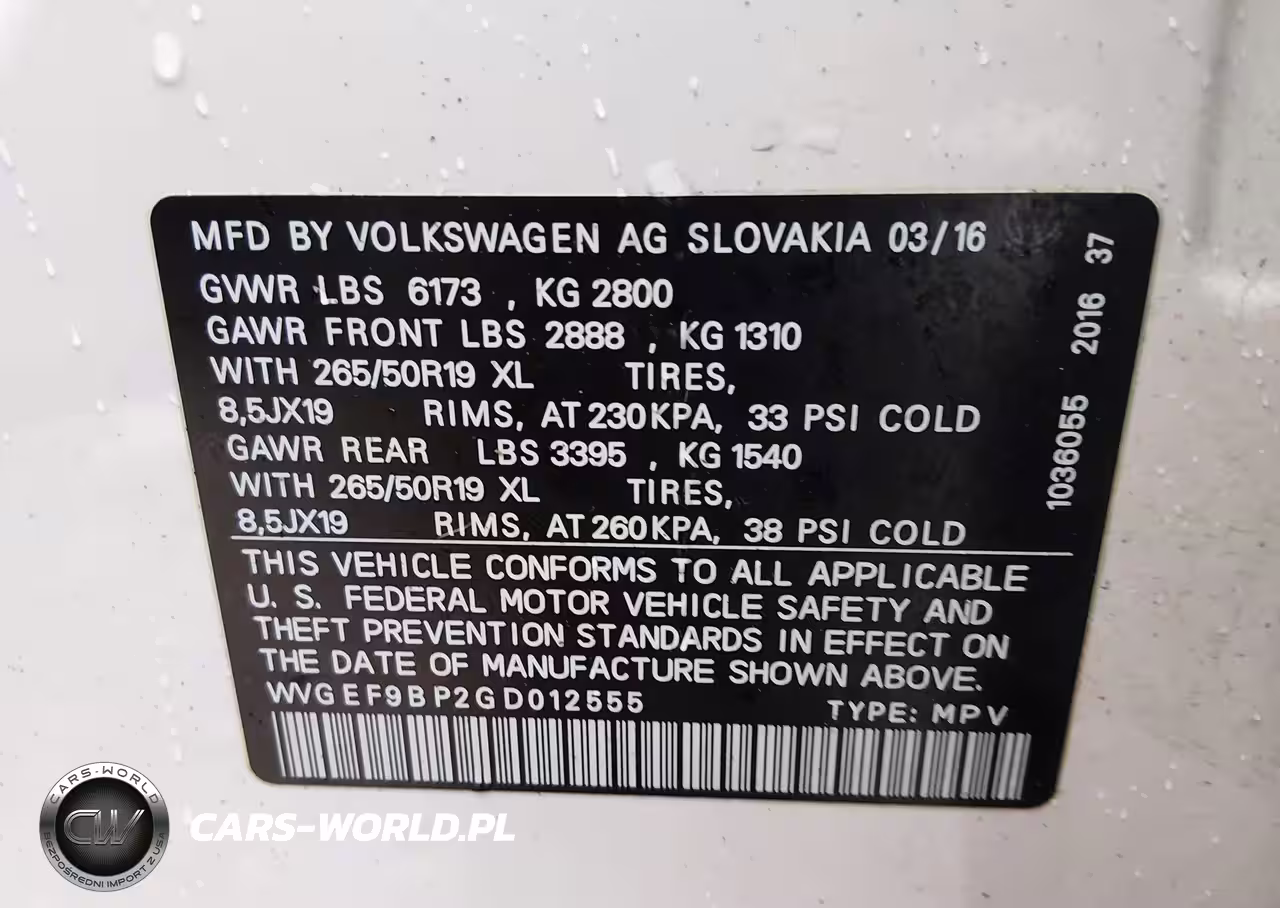 MFD BY VOLKSWAGEN AG SLOVAKIA 03/16
GVWR LBS 6173 , KG 2800
GAWR FRONT LBS 2888 , KG 1310
WITH 265/50R19 XL TIRES,
8,5JX19 RIMS, AT 230KPA, 33 PSI COLD
GAWR REAR LBS 3395 , KG 1540
WITH 265/50R19 XL TIRES,
8,5JX19 RIMS, AT 260KPA, 38 PSI COLD
THIS VEHICLE CONFORMS TO ALL APPLICABLE
U. S. FEDERAL MOTOR VEHICLE SAFETY AND
THEFT PREVENTION STANDARDS IN EFFECT ON
THE DATE OF MANUFACTURE SHOWN ABOVE.
WVGEF9BP2GD012555 TYPE: MPV
1036055 2016 37
CARS-WORLD
CW
BEZPOŚREDNI IMPORT Z USA
CARS-WORLD.PL